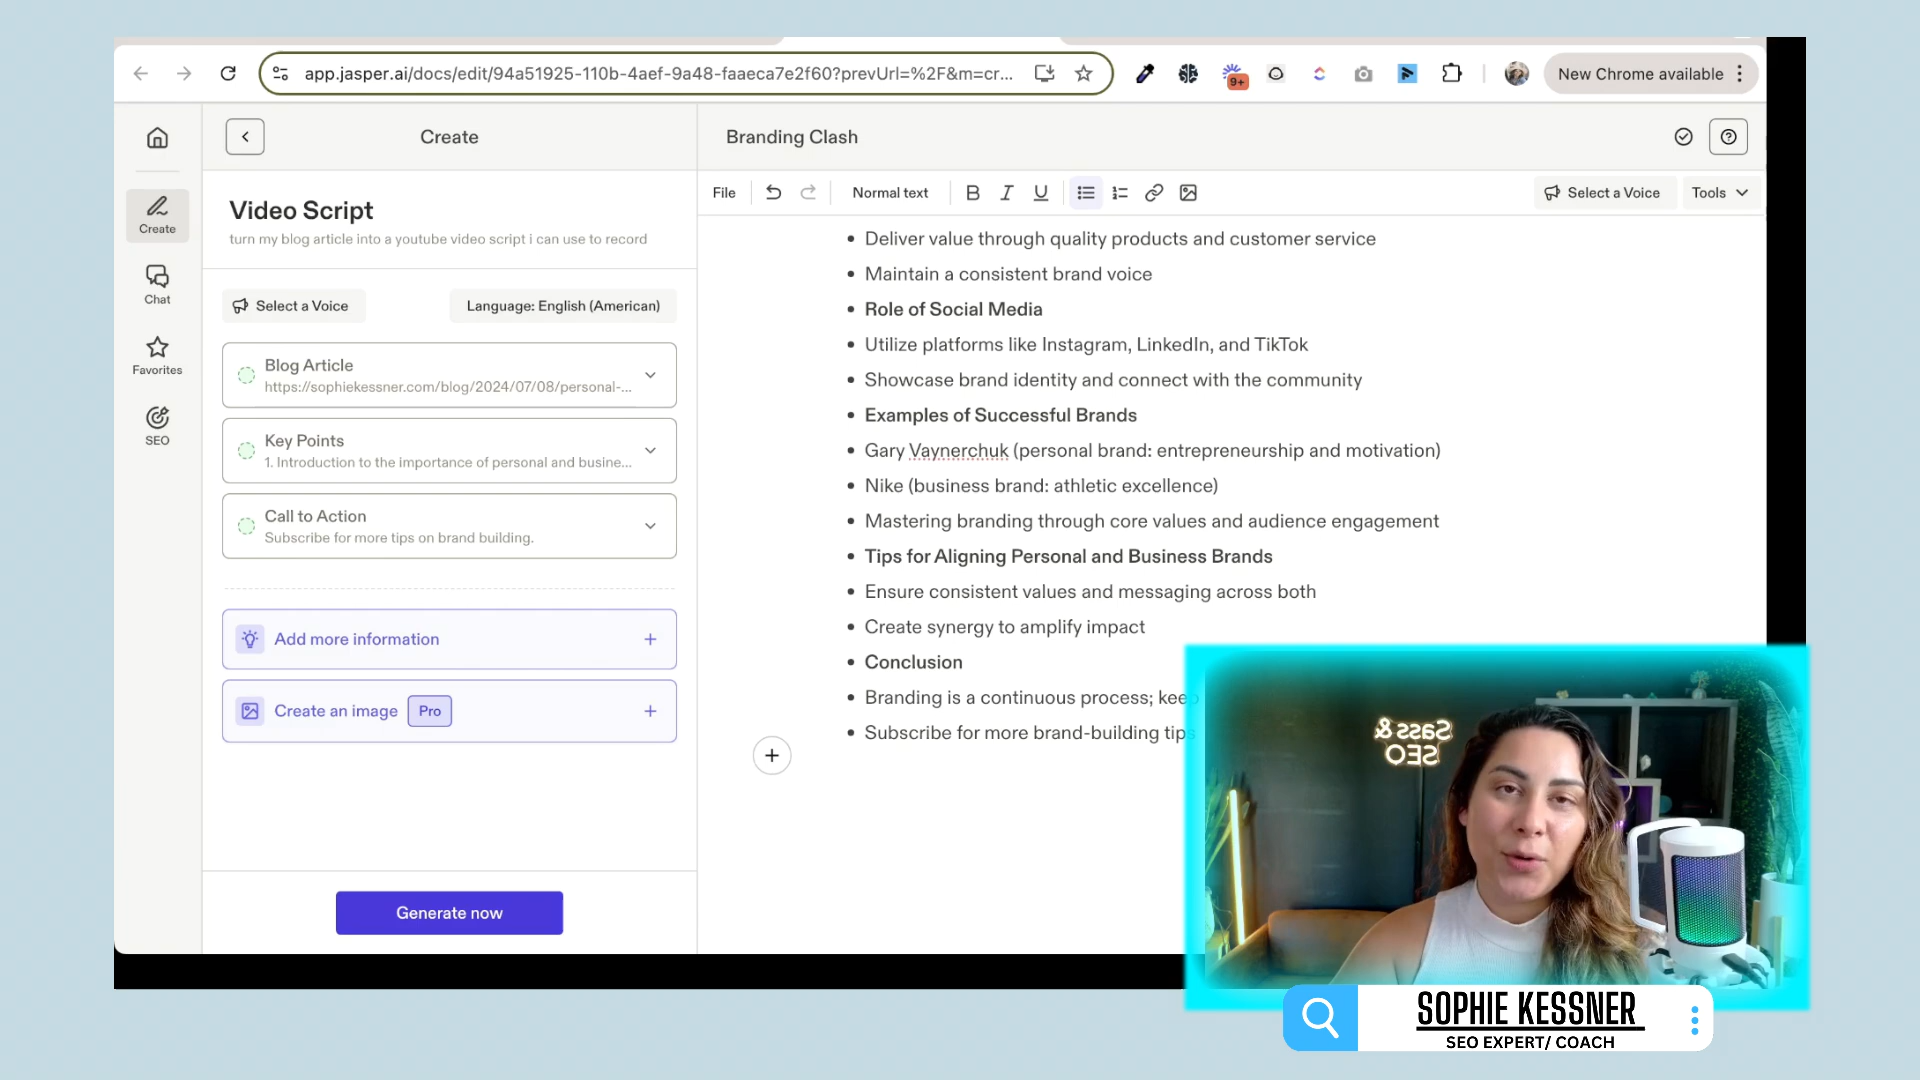 app.jasper.ai/docs/edit/94a51925-110b-4aef-9a48-faaeca7e2f60?prevUrl=%2F&m=cr...
9+
New Chrome available
Create
Branding Clash
File
Normal text
B
I
U
Select a Voice
Tools
Create
Chat
Favorites
SEO
Video Script
turn my blog article into a youtube video script i can use to record
Select a Voice
Language: English (American)
Blog Article
https://sophiekessner.com/blog/2024/07/08/personal-...
Key Points
1. Introduction to the importance of personal and busine...
Call to Action
Subscribe for more tips on brand building.
Add more information
Create an image
Pro
Generate now
Deliver value through quality products and customer service
Maintain a consistent brand voice
Role of Social Media
Utilize platforms like Instagram, LinkedIn, and TikTok
Showcase brand identity and connect with the community
Examples of Successful Brands
Gary Vaynerchuk (personal brand: entrepreneurship and motivation)
Nike (business brand: athletic excellence)
Mastering branding through core values and audience engagement
Tips for Aligning Personal and Business Brands
Ensure consistent values and messaging across both
Create synergy to amplify impact
Conclusion
Branding is a continuous process; keep
Subscribe for more brand-building tips
Sass &
SEO
SOPHIE KESSNER
SEO EXPERT/ COACH